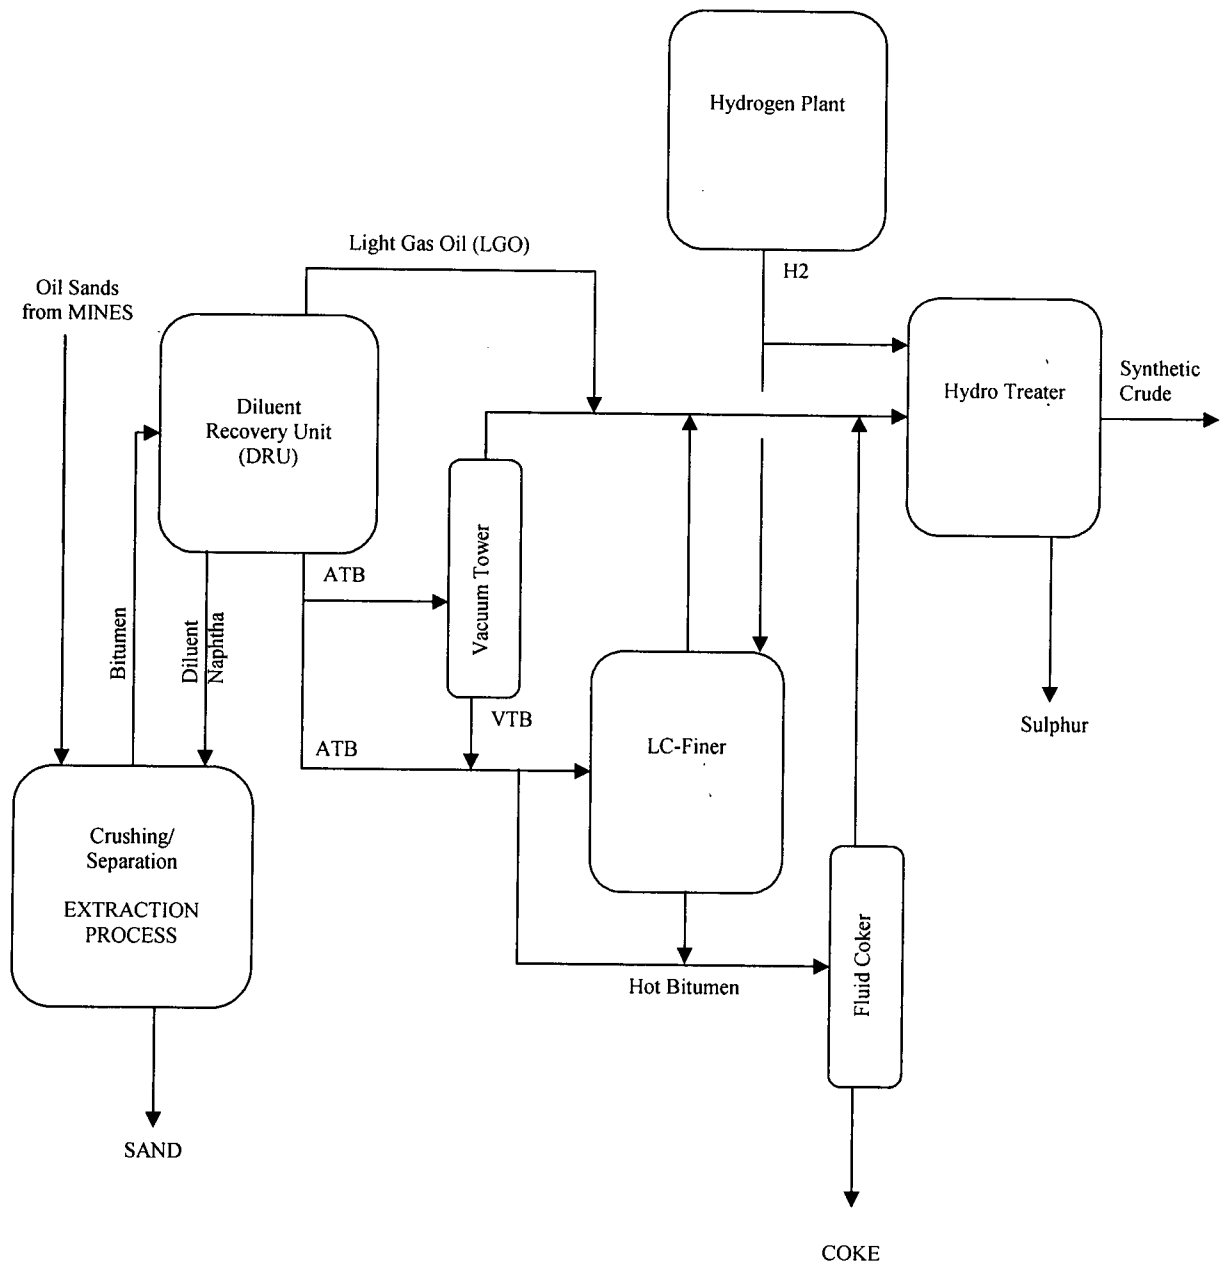 Hydrogen Plant
Light Gas Oil (LGO)
H2
Oil Sands
from MINES
Synthetic
Crude
Hydro Treater
Diluent
Recovery Unit
(DRU)
ATB
Vacuum Tower
Bitumen
Diluent
Naphtha
VTB
Sulphur
ATB
LC-Finer
Crushing/
Separation
EXTRACTION
PROCESS
Fluid Coker
Hot Bitumen
SAND
COKE